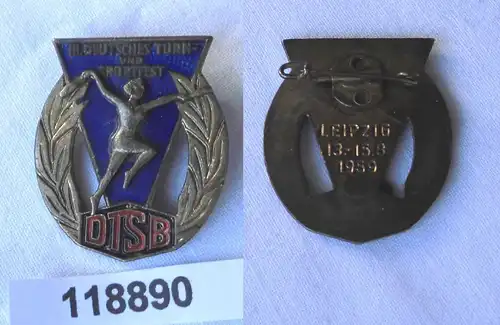 III. DEUTSCHES TURN-
UND
SPORTFEST
DTSB
LEIPZIG
13.-16.8
1959
118890